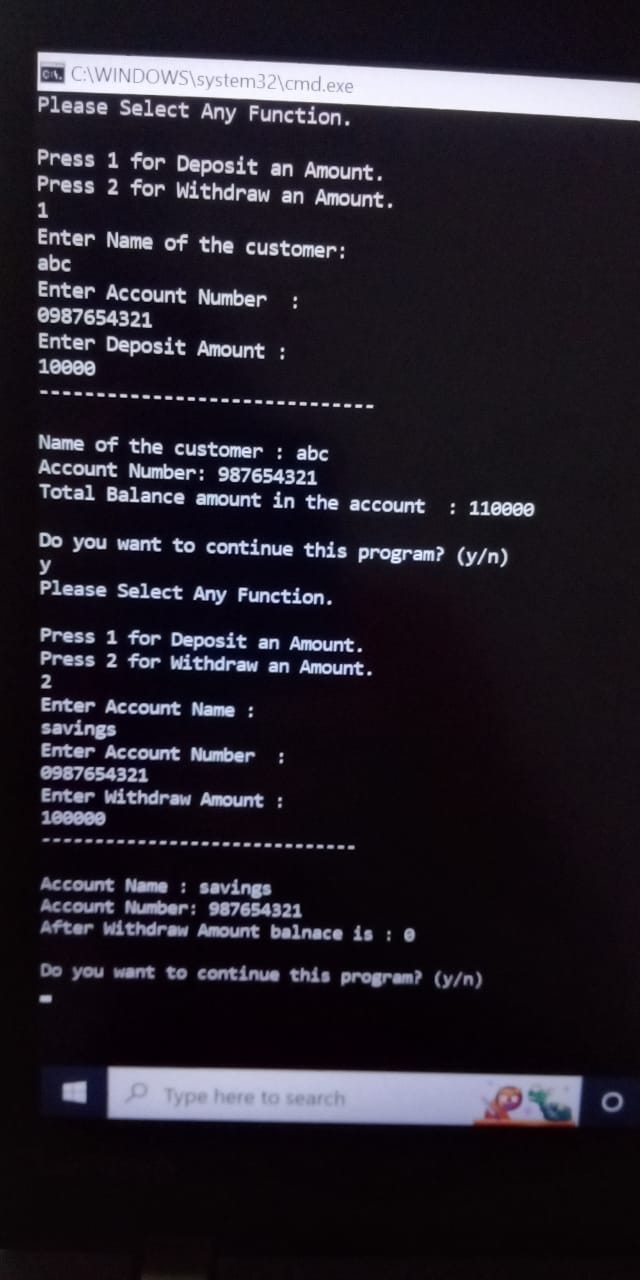 C:\WINDOWS\system32\cmd.exe
Please Select Any Function.
Press 1 for Deposit an Amount.
Press 2 for Withdraw an Amount.
1
Enter Name of the customer:
abc
Enter Account Number  :
0987654321
Enter Deposit Amount :
10000
------------------------------
Name of the customer : abc
Account Number: 987654321
Total Balance amount in the account  : 110000
Do you want to continue this program? (y/n)
y
Please Select Any Function.
Press 1 for Deposit an Amount.
Press 2 for Withdraw an Amount.
2
Enter Account Name :
savings
Enter Account Number  :
0987654321
Enter Withdraw Amount :
100000
------------------------------
Account Name : savings
Account Number: 987654321
After Withdraw Amount balnace is : 0
Do you want to continue this program? (y/n)
Type here to search